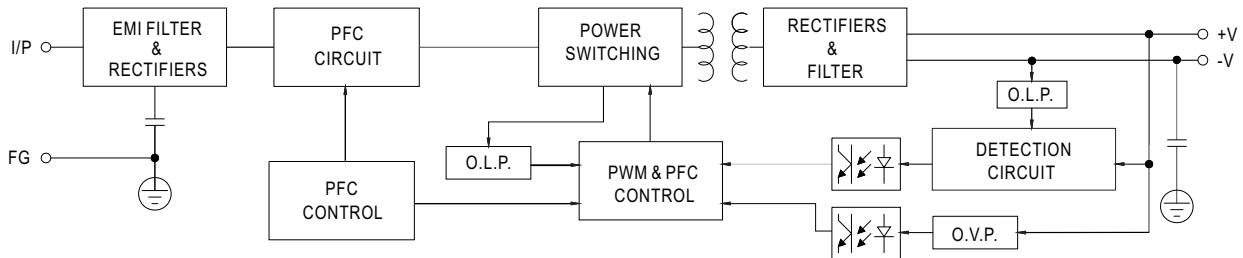 I/P
EMI FILTER
&
RECTIFIERS
PFC
CIRCUIT
POWER
SWITCHING
RECTIFIERS
&
FILTER
+V
-V
O.L.P.
FG
O.L.P.
PFC
CONTROL
PWM & PFC
CONTROL
DETECTION
CIRCUIT
O.V.P.